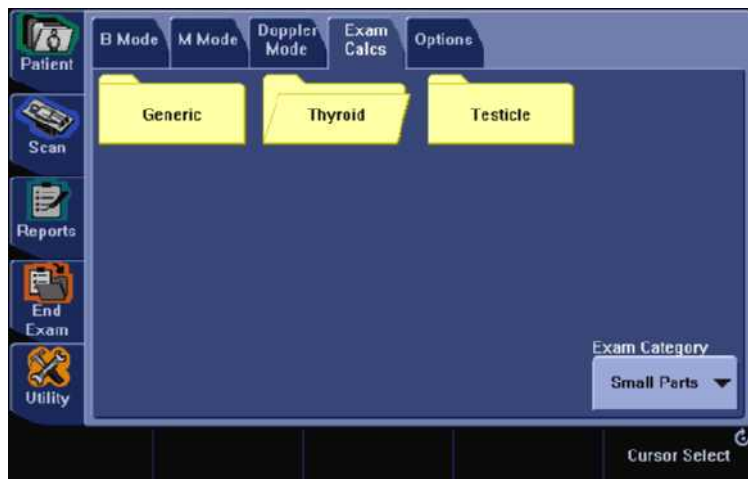 Patient
B Mode
M Mode
Doppler
Mode
Exam
Calcs
Options
Generic
Thyroid
Testicle
Scan
Reports
End
Exam
Utility
Exam Category
Small Parts
Cursor Select